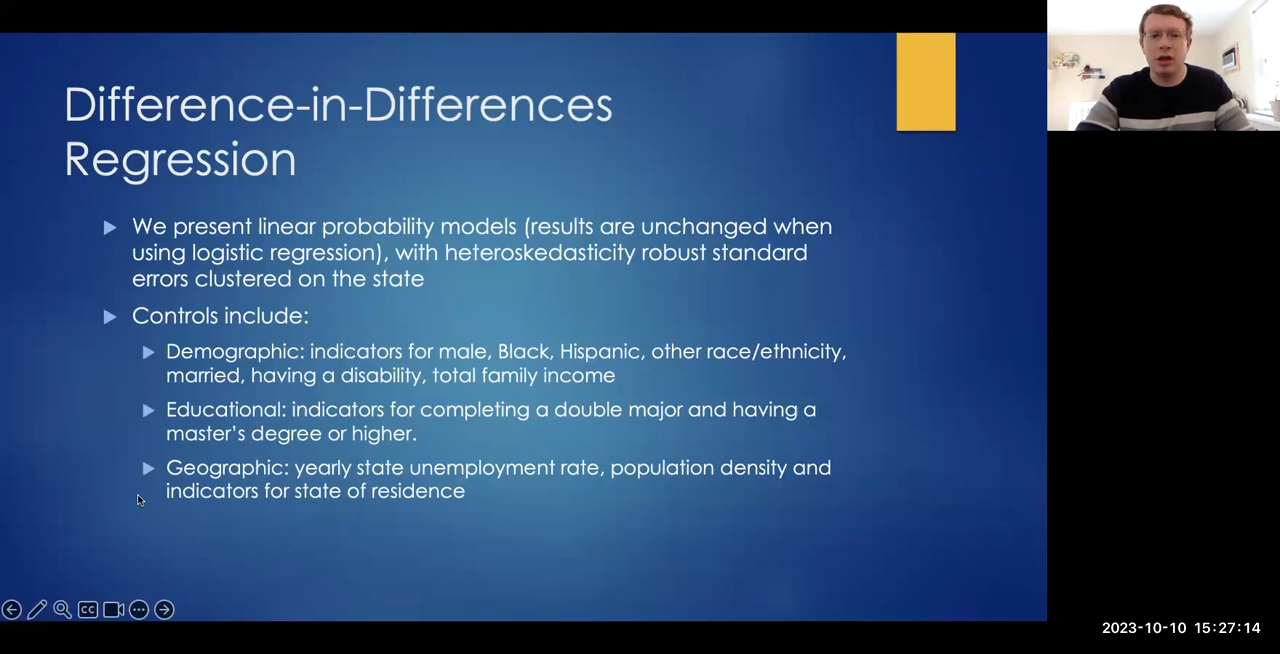 Difference-in-Differences
Regression
We present linear probability models (results are unchanged when
using logistic regression), with heteroskedasticity robust standard
errors clustered on the state
Controls include:
Demographic: indicators for male, Black, Hispanic, other race/ethnicity,
married, having a disability, total family income
Educational: indicators for completing a double major and having a
master’s degree or higher.
Geographic: yearly state unemployment rate, population density and
indicators for state of residence
CC
2023-10-10 15:27:14